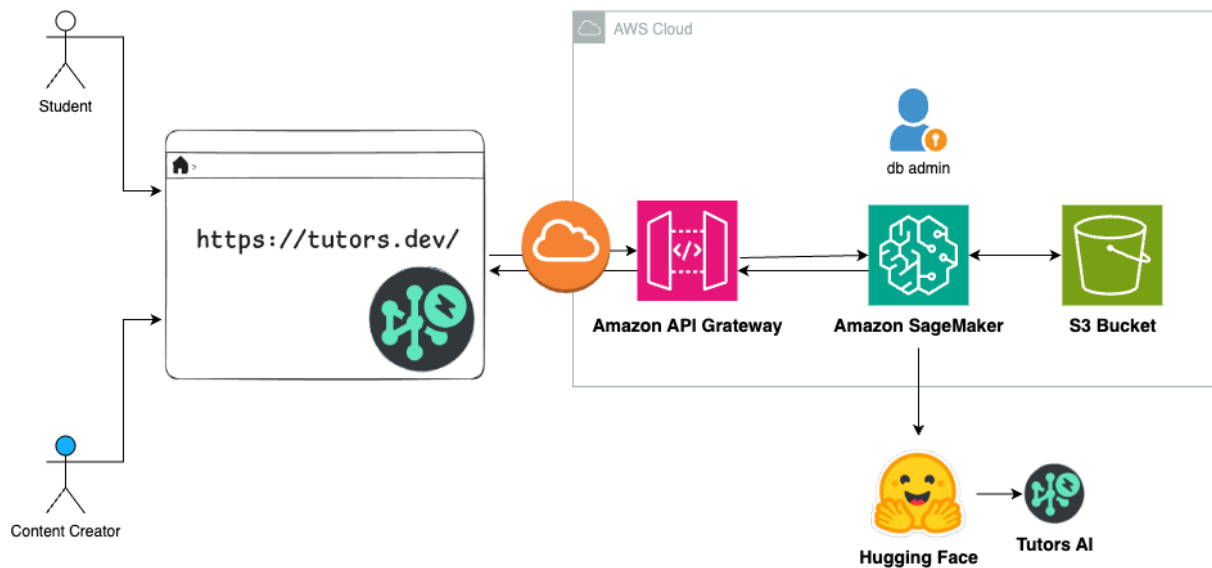 AWS Cloud
Student
db admin
>
https://tutors.dev/
</>
Amazon API Grateway
Amazon SageMaker
S3 Bucket
Content Creator
Hugging Face
Tutors AI